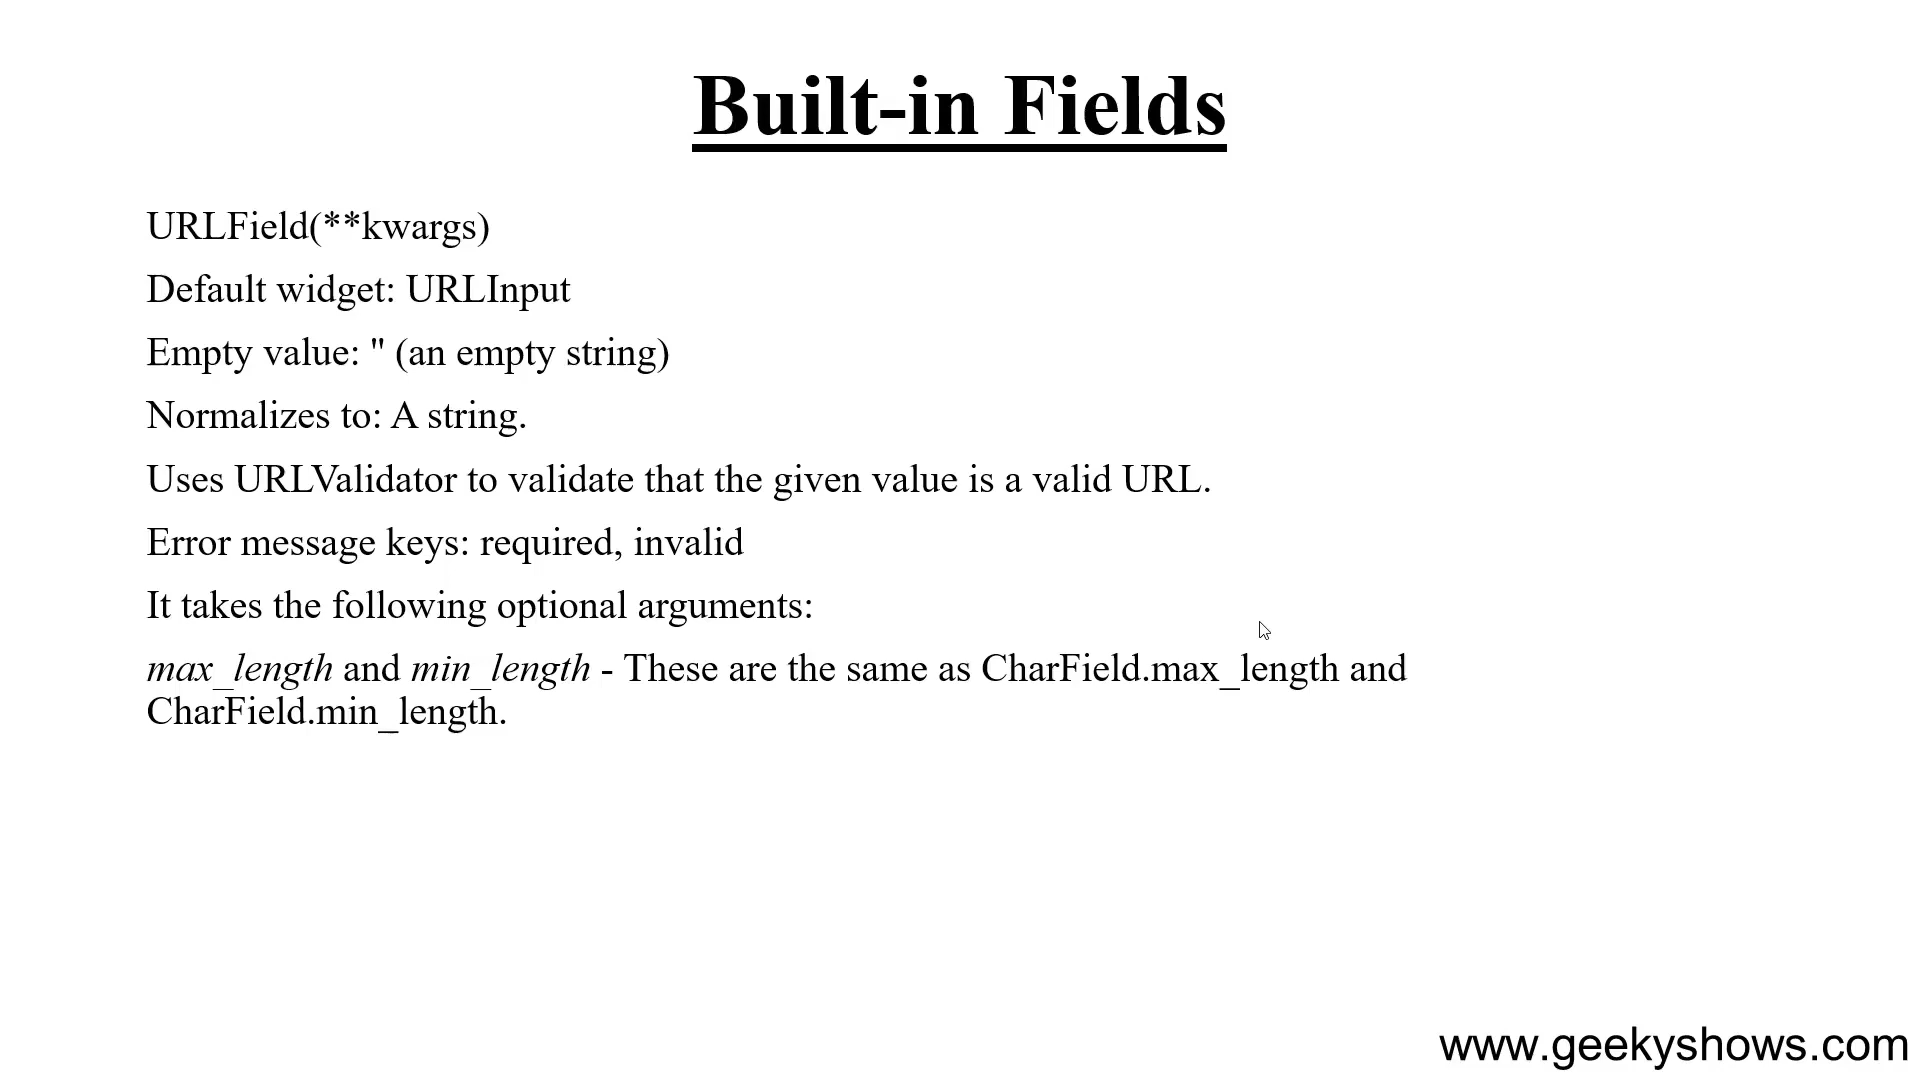 Built-in Fields
URLField(**kwargs)
Default widget: URLInput
Empty value: '' (an empty string)
Normalizes to: A string.
Uses URLValidator to validate that the given value is a valid URL.
Error message keys: required, invalid
It takes the following optional arguments:
max_length and min_length - These are the same as CharField.max_length and
CharField.min_length.
www.geekyshows.com